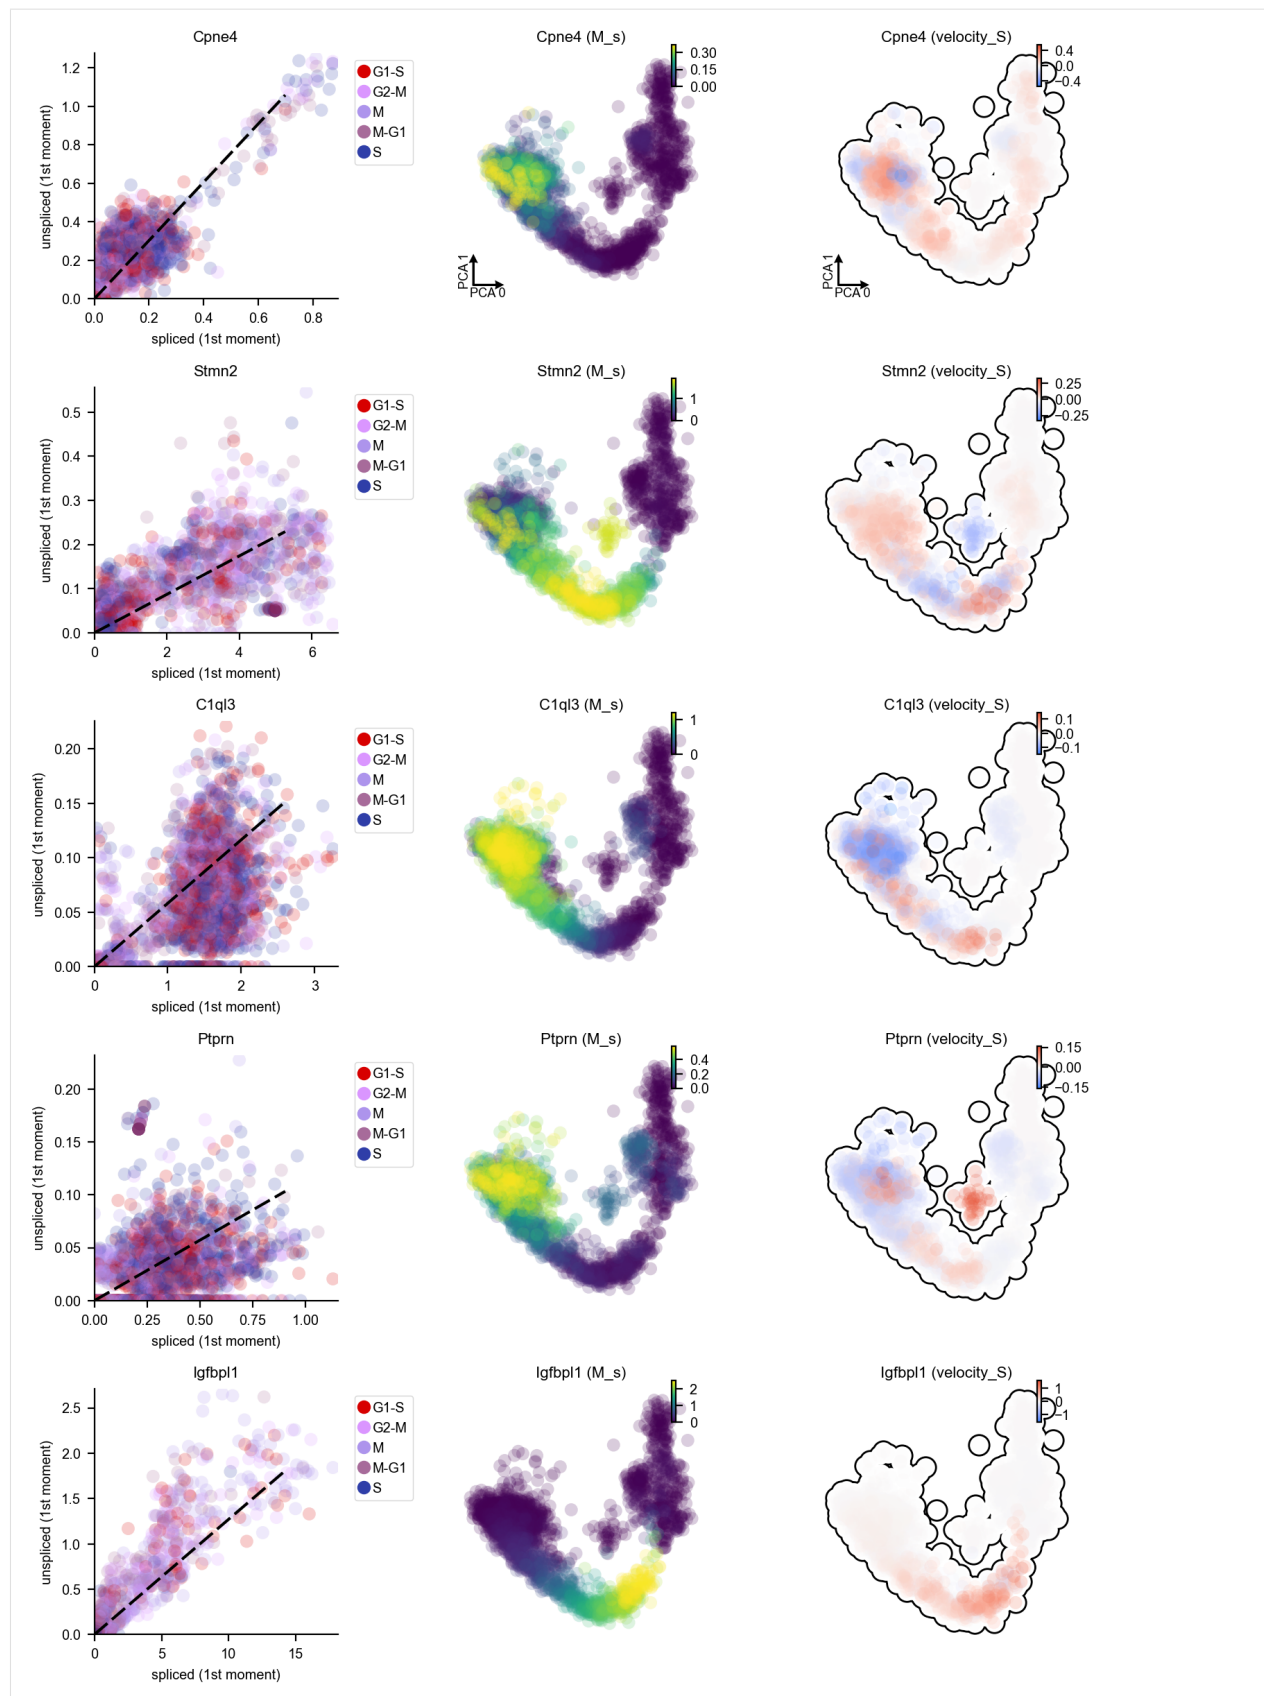 Cpne4
Cpne4 (M_s)
Cpne4 (velocity_S)
unspliced (1st moment)
1.2
1.0
0.8
0.6
0.4
0.2
0.0
0.0 0.2 0.4 0.6 0.8
spliced (1st moment)
G1-S
G2-M
M
M-G1
S
0.30
0.15
0.00
PCA 1
PCA 0
0.4
0.0
−0.4
PCA 1
PCA 0
Stmn2
Stmn2 (M_s)
Stmn2 (velocity_S)
unspliced (1st moment)
0.5
0.4
0.3
0.2
0.1
0.0
0 2 4 6
spliced (1st moment)
G1-S
G2-M
M
M-G1
S
1
0
0.25
0.00
−0.25
C1ql3
C1ql3 (M_s)
C1ql3 (velocity_S)
unspliced (1st moment)
0.20
0.15
0.10
0.05
0.00
0 1 2 3
spliced (1st moment)
G1-S
G2-M
M
M-G1
S
1
0
0.1
0.0
−0.1
Ptprn
Ptprn (M_s)
Ptprn (velocity_S)
unspliced (1st moment)
0.20
0.15
0.10
0.05
0.00
0.00 0.25 0.50 0.75 1.00
spliced (1st moment)
G1-S
G2-M
M
M-G1
S
0.4
0.2
0.0
0.15
0.00
−0.15
Igfbpl1
Igfbpl1 (M_s)
Igfbpl1 (velocity_S)
unspliced (1st moment)
2.5
2.0
1.5
1.0
0.5
0.0
0 5 10 15
spliced (1st moment)
G1-S
G2-M
M
M-G1
S
2
1
0
1
0
−1